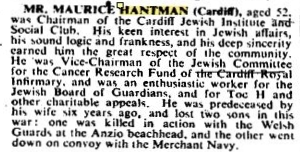 MR. MAURICE HANTMAN (Cardiff), aged 52,
was Chairman of the Cardiff Jewish Institute and
Social Club. His keen interest in Jewish affairs,
his sound logic and frankness, and his deep sincerity
earned him the great respect of the community.
He was Vice-Chairman of the Jewish Committee
for the Cancer Research Fund of the Cardiff Royal
Infirmary, and was an enthusiastic worker for the
Jewish Board of Guardians, and for Toc H and
other charitable appeals. He was predeceased by
his wife six years ago, and lost two sons in this
war: one was killed in action with the Welsh
Guards at the Anzio beachhead, and the other went
down on convoy with the Merchant Navy.